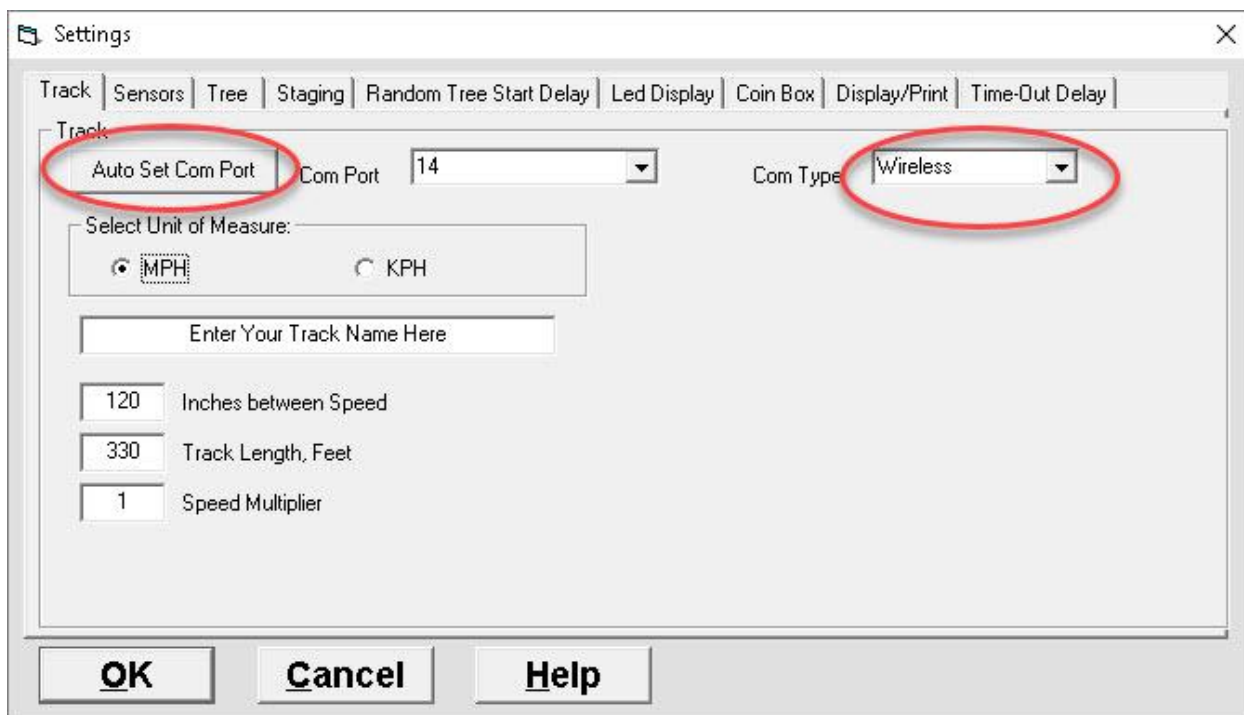 Settings
Track Sensors Tree Staging Random Tree Start Delay Led Display Coin Box Display/Print Time-Out Delay
Track
Auto Set Com Port Com Port 14 Com Type Wireless
Select Unit of Measure:
MPH KPH
Enter Your Track Name Here
120 Inches between Speed
330 Track Length, Feet
1 Speed Multiplier
OK Cancel Help